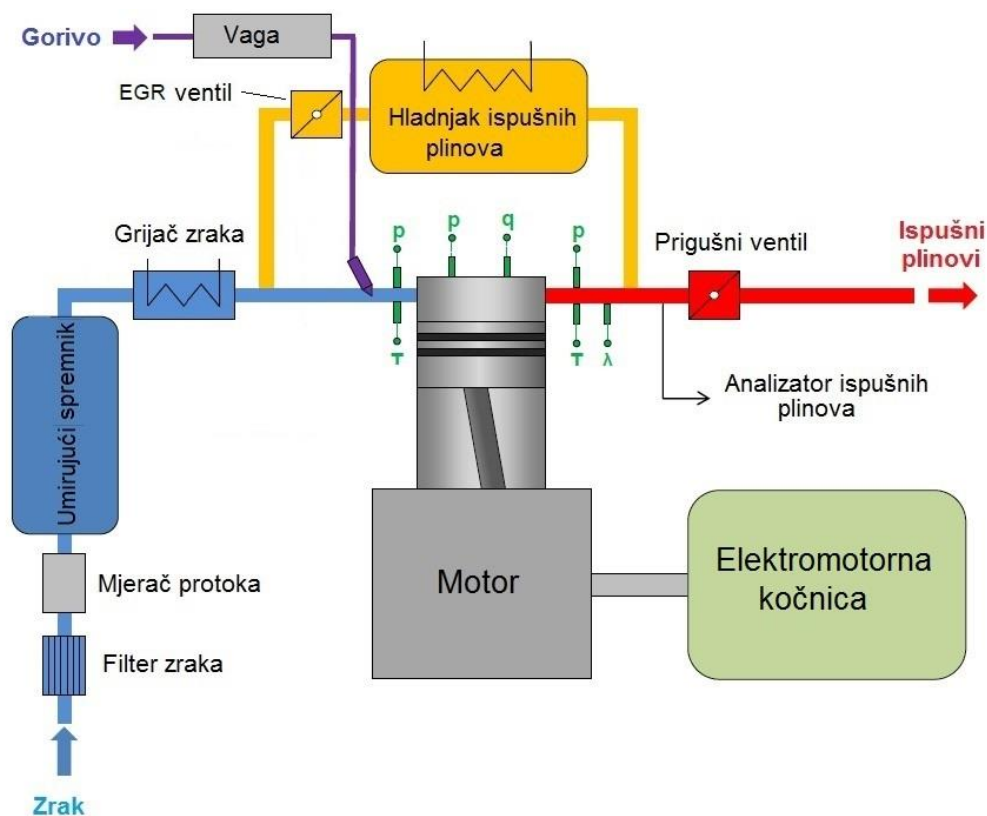 Gorivo
Vaga
EGR ventil
Hladnjak ispušnih
plinova
Grijač zraka
p
p
q
p
Prigušni ventil
Ispušni
plinovi
T
T
λ
Analizator ispušnih
plinova
Umirujući spremnik
Mjerač protoka
Motor
Elektromotorna
kočnica
Filter zraka
Zrak